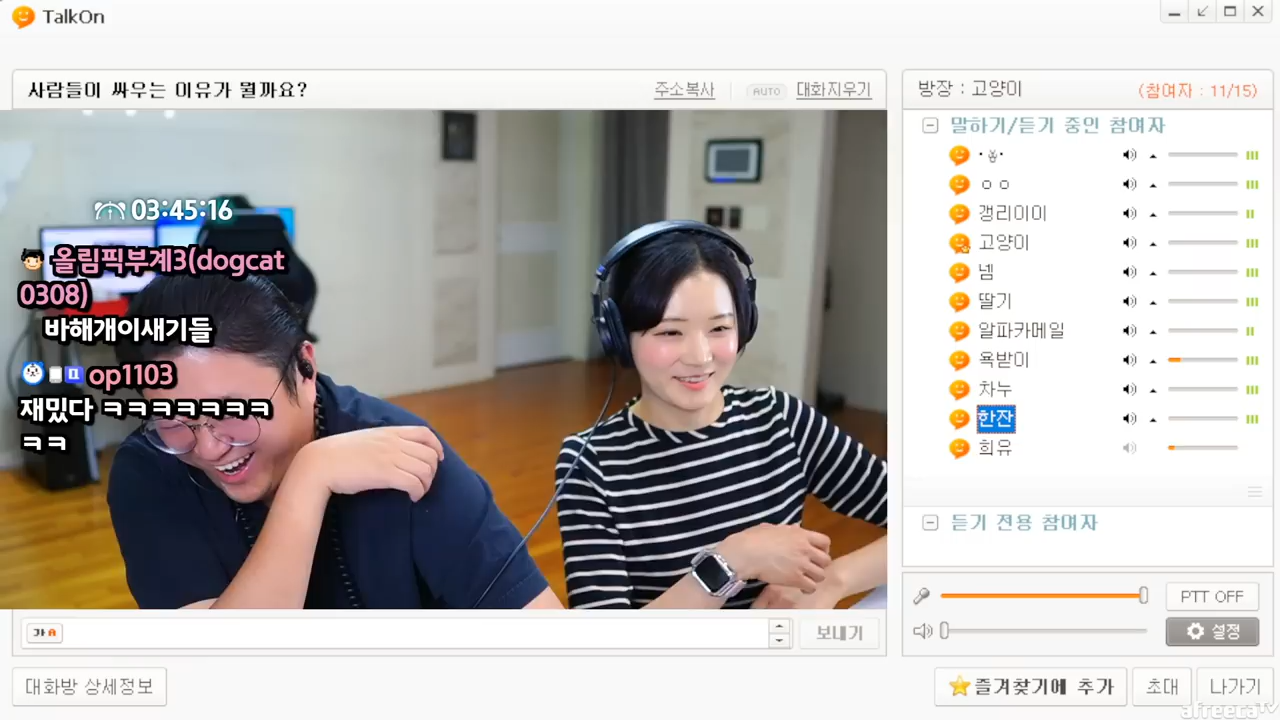 TalkOn
사람들이 싸우는 이유가 뭘까요?
주소복사
AUTO
대화지우기
03:45:16
올림픽부계3(dogcat
0308)
바해개이새기들
op1103
재밌다 ㅋㅋㅋㅋㅋㅋㅋ
ㅋㅋ
가A
보내기
대화방 상세정보
방장 : 고양이
(참여자 : 11/15)
말하기/듣기 중인 참여자
ㅇ ㅇ
갱리이이
고양이
넴
딸기
알파카메일
욕받이
차누
한잔
희유
듣기 전용 참여자
PTT OFF
설정
즐겨찾기에 추가
초대
나가기
afreecaTV